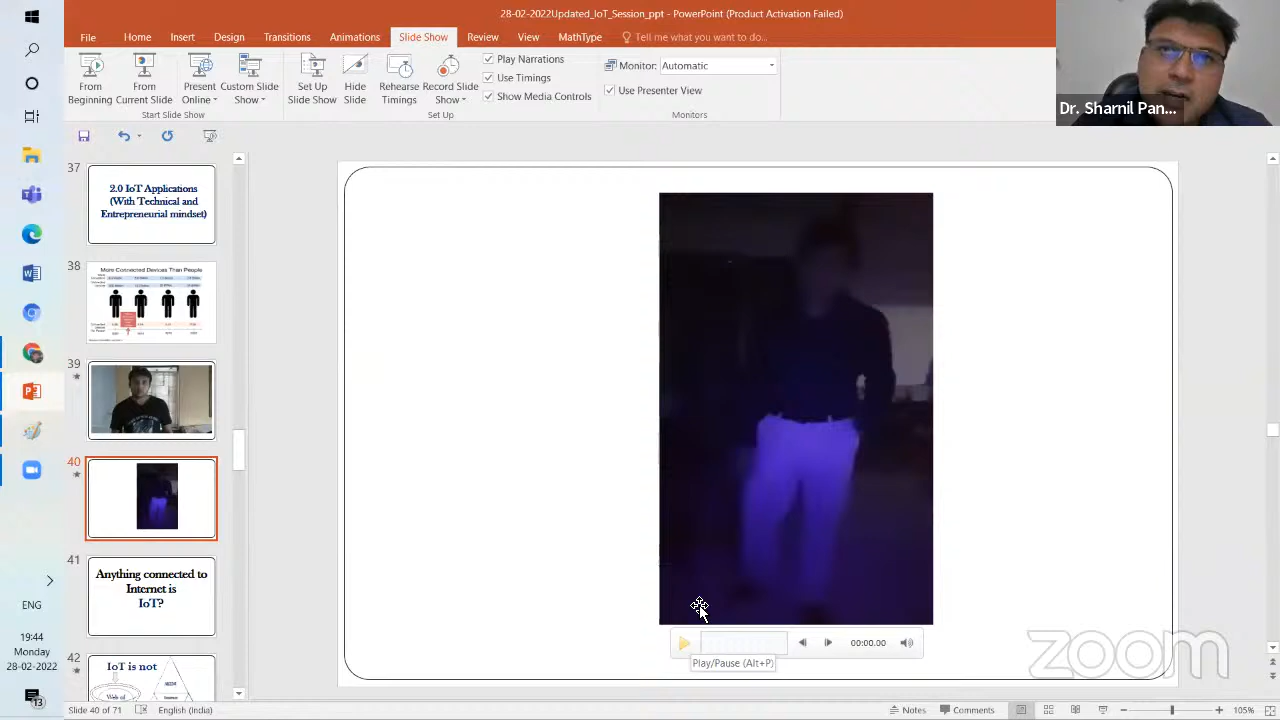 28-02-2022Updated_IoT_Session_ppt - PowerPoint (Product Activation Failed)
File Home Insert Design Transitions Animations Slide Show Review View MathType Tell me what you want to do...
From Beginning
From Current Slide
Present Online
Custom Slide Show
Set Up Slide Show
Hide Slide
Rehearse Timings
Record Slide Show
Play Narrations
Use Timings
Show Media Controls
Monitor: Automatic
Use Presenter View
Start Slide Show
Set Up
Monitors
Dr. Sharnil Pan...
37
2.0 IoT Applications
(With Technical and
Entrepreneurial mindset)
38
More Connected Devices Than People
39
40
41
Anything connected to
Internet is
IoT?
42
IoT is not
00:00.00
Play/Pause (Alt+P)
zoom
ENG
19:44
Monday
28-02-2022
13
Slide 40 of 71
English (India)
Notes
Comments
105%